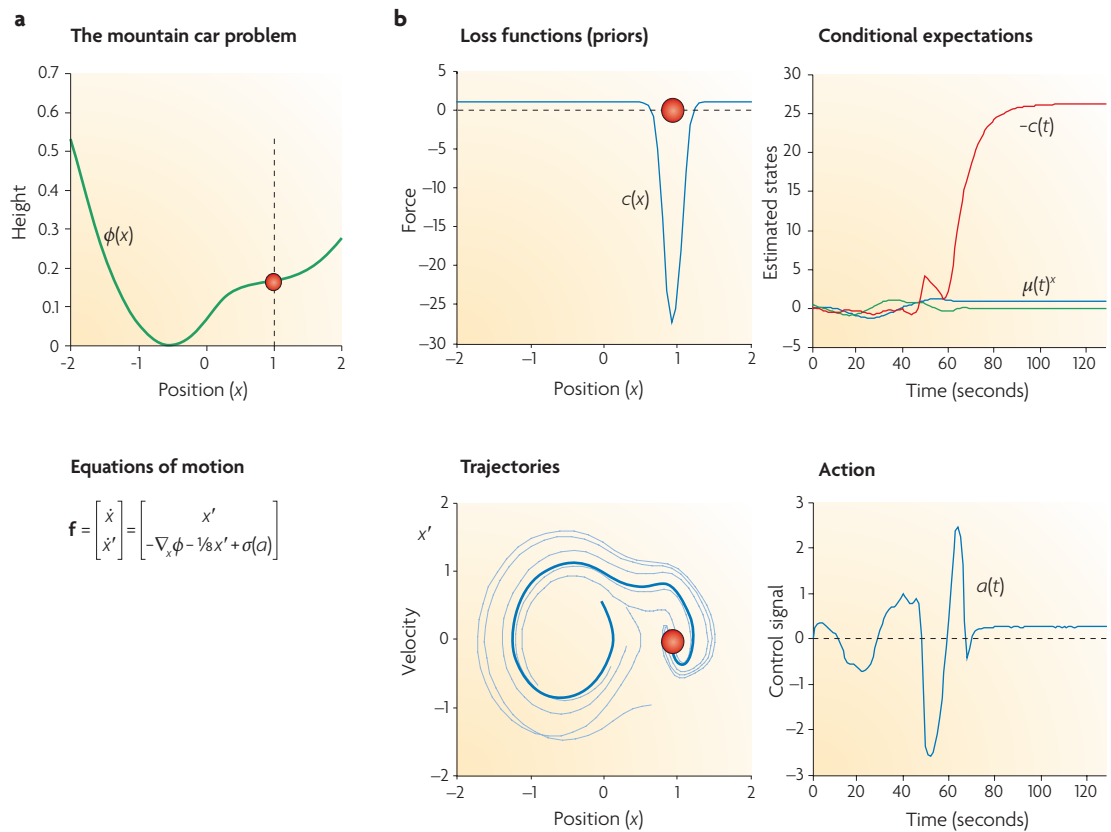 a
The mountain car problem
0.7
0.6
0.5
0.4
0.3
0.2
0.1
0
Height
ϕ(x)
-2
-1
0
1
2
Position (x)
Equations of motion
f = [ẋ ẋ′] = [x′ −∇ₓϕ − ⅛ x′ + σ(a)]
b
Loss functions (priors)
5
0
−5
−10
−15
−20
−25
−30
Force
c(x)
−2
−1
0
1
2
Position (x)
Conditional expectations
30
25
20
15
10
5
0
−5
Estimated states
−c(t)
μ(t)ˣ
0
20
40
60
80
100
120
Time (seconds)
Trajectories
2
x′
1
0
−1
−2
Velocity
−2
−1
0
1
2
Position (x)
Action
3
2
1
0
−1
−2
−3
Control signal
a(t)
0
20
40
60
80
100
120
Time (seconds)